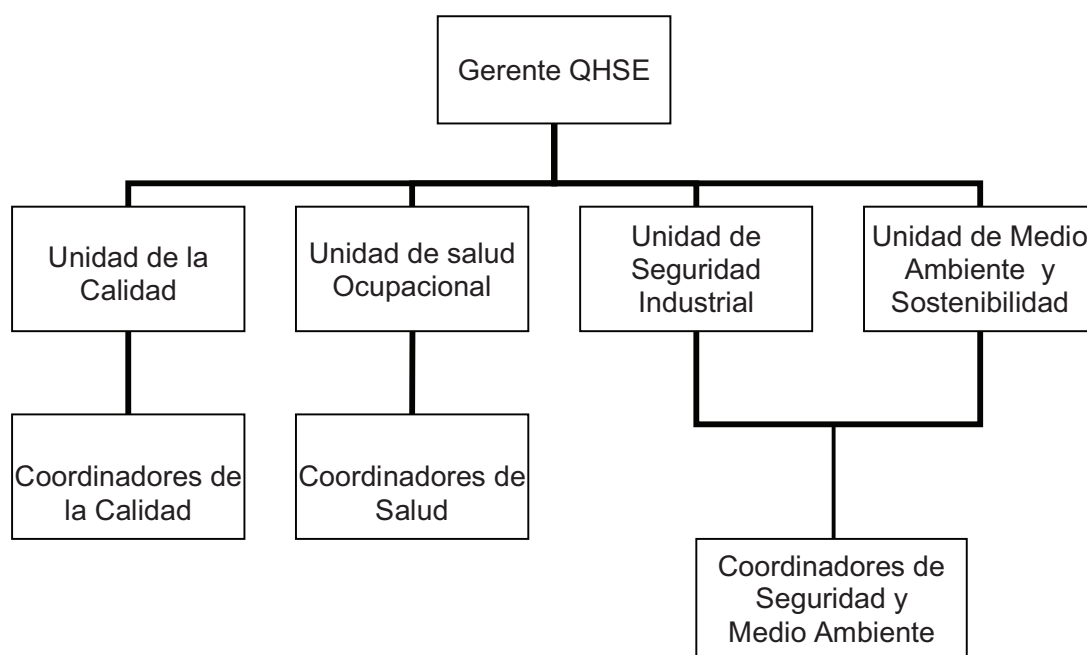 Gerente QHSE
Unidad de la
Calidad
Unidad de salud
Ocupacional
Unidad de
Seguridad
Industrial
Unidad de Medio
Ambiente y
Sostenibilidad
Coordinadores de
la Calidad
Coordinadores de
Salud
Coordinadores de
Seguridad y
Medio Ambiente